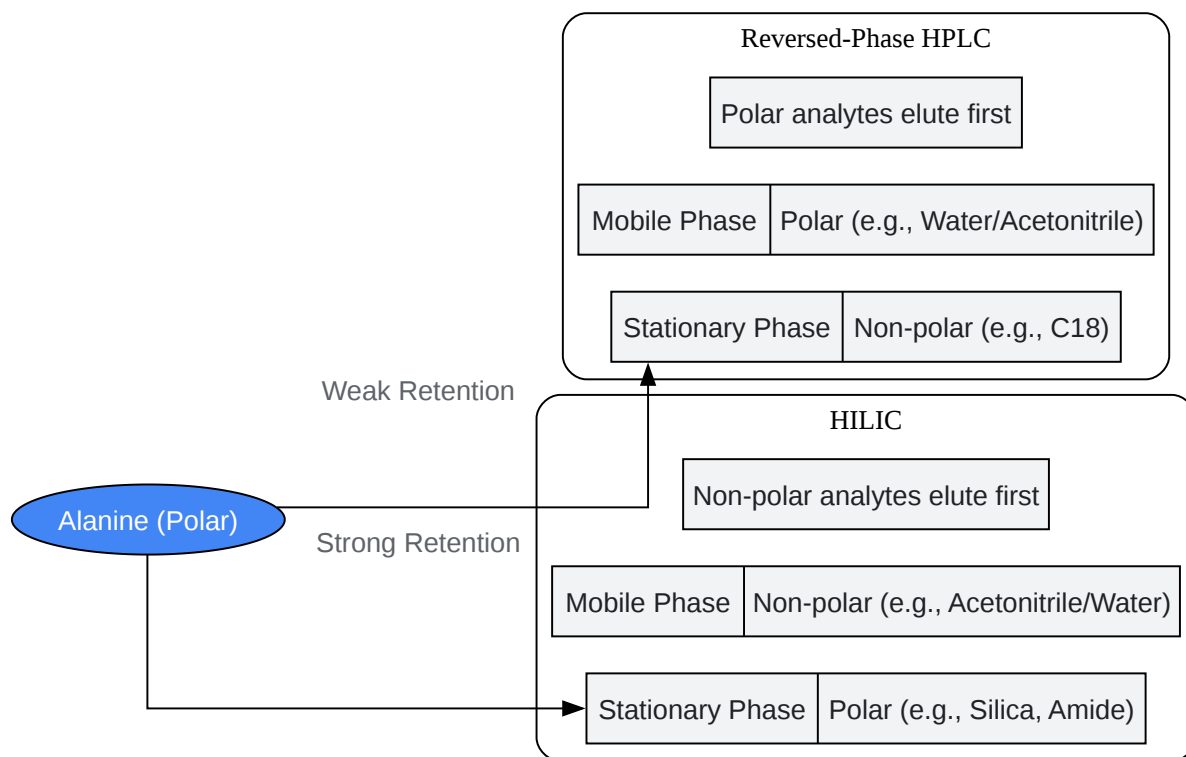 Reversed-Phase HPLC
Polar analytes elute first
Mobile Phase Polar (e.g., Water/Acetonitrile)
Stationary Phase Non-polar (e.g., C18)
Weak Retention
HILIC
Non-polar analytes elute first
Alanine (Polar)
Strong Retention
Mobile Phase Non-polar (e.g., Acetonitrile/Water)
Stationary Phase Polar (e.g., Silica, Amide)